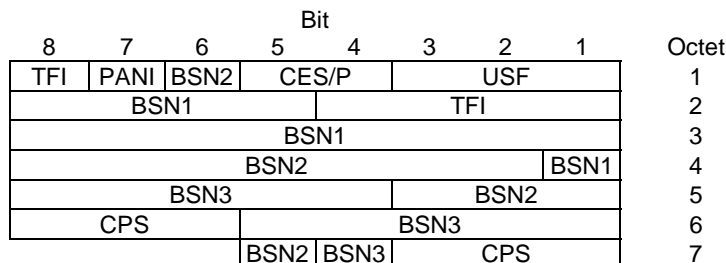 Bit
8 7 6 5 4 3 2 1 Octet
TFI PANI BSN2 CES/P USF 1
BSN1 TFI 2
BSN1 3
BSN2 BSN1 4
BSN3 BSN2 5
CPS BSN3 6
BSN2 BSN3 CPS 7